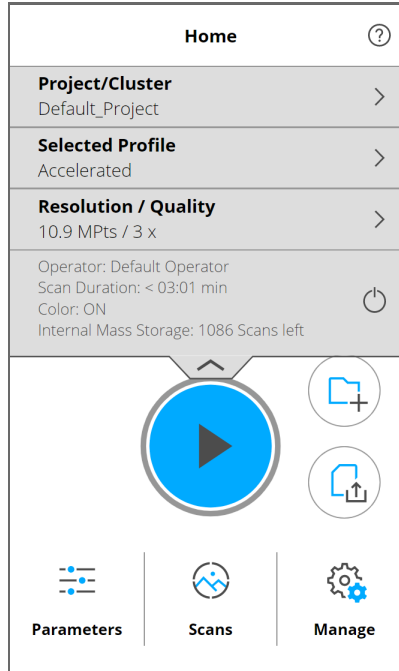 Home
?
Project/Cluster
Default_Project
Selected Profile
Accelerated
Resolution / Quality
10.9 MPts / 3 x
Operator: Default Operator
Scan Duration: < 03:01 min
Color: ON
Internal Mass Storage: 1086 Scans left
Parameters
Scans
Manage